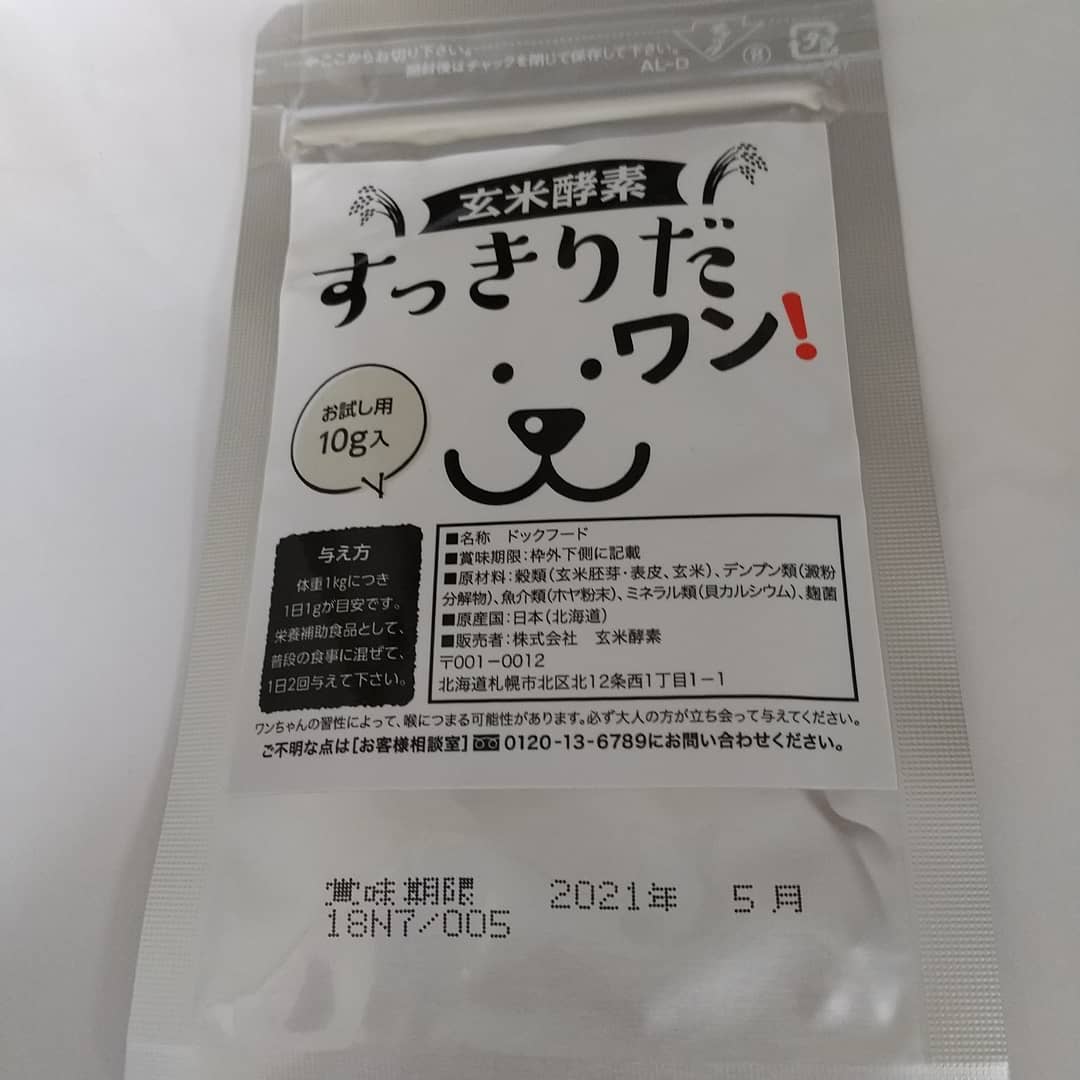 ここからお切り下さい。
開封後はチャックを閉じて保存して下さい。
AL-D
B
プラ
玄米酵素
すっきりだ
ワン!
お試し用
10g入
与え方
体重1kgにつき
1日1gが目安です。
栄養補助食品として、
普段の食事に混ぜて、
1日2回与えて下さい。
■名称 ドックフード
■賞味期限:枠外下側に記載
■原材料:穀類(玄米胚芽・表皮、玄米)、デンプン類(澱粉
分解物)、魚介類(ホヤ粉末)、ミネラル類(貝カルシウム)、麹菌
■原産国:日本(北海道)
■販売者:株式会社 玄米酵素
〒001-0012
北海道札幌市北区北12条西1丁目1-1
ワンちゃんの習性によって、喉につまる可能性があります。必ず大人の方が立ち会って与えてください。
ご不明な点は[お客様相談室]0120-13-6789にお問い合わせください。
賞味期限 2021年 5月
18N7/005